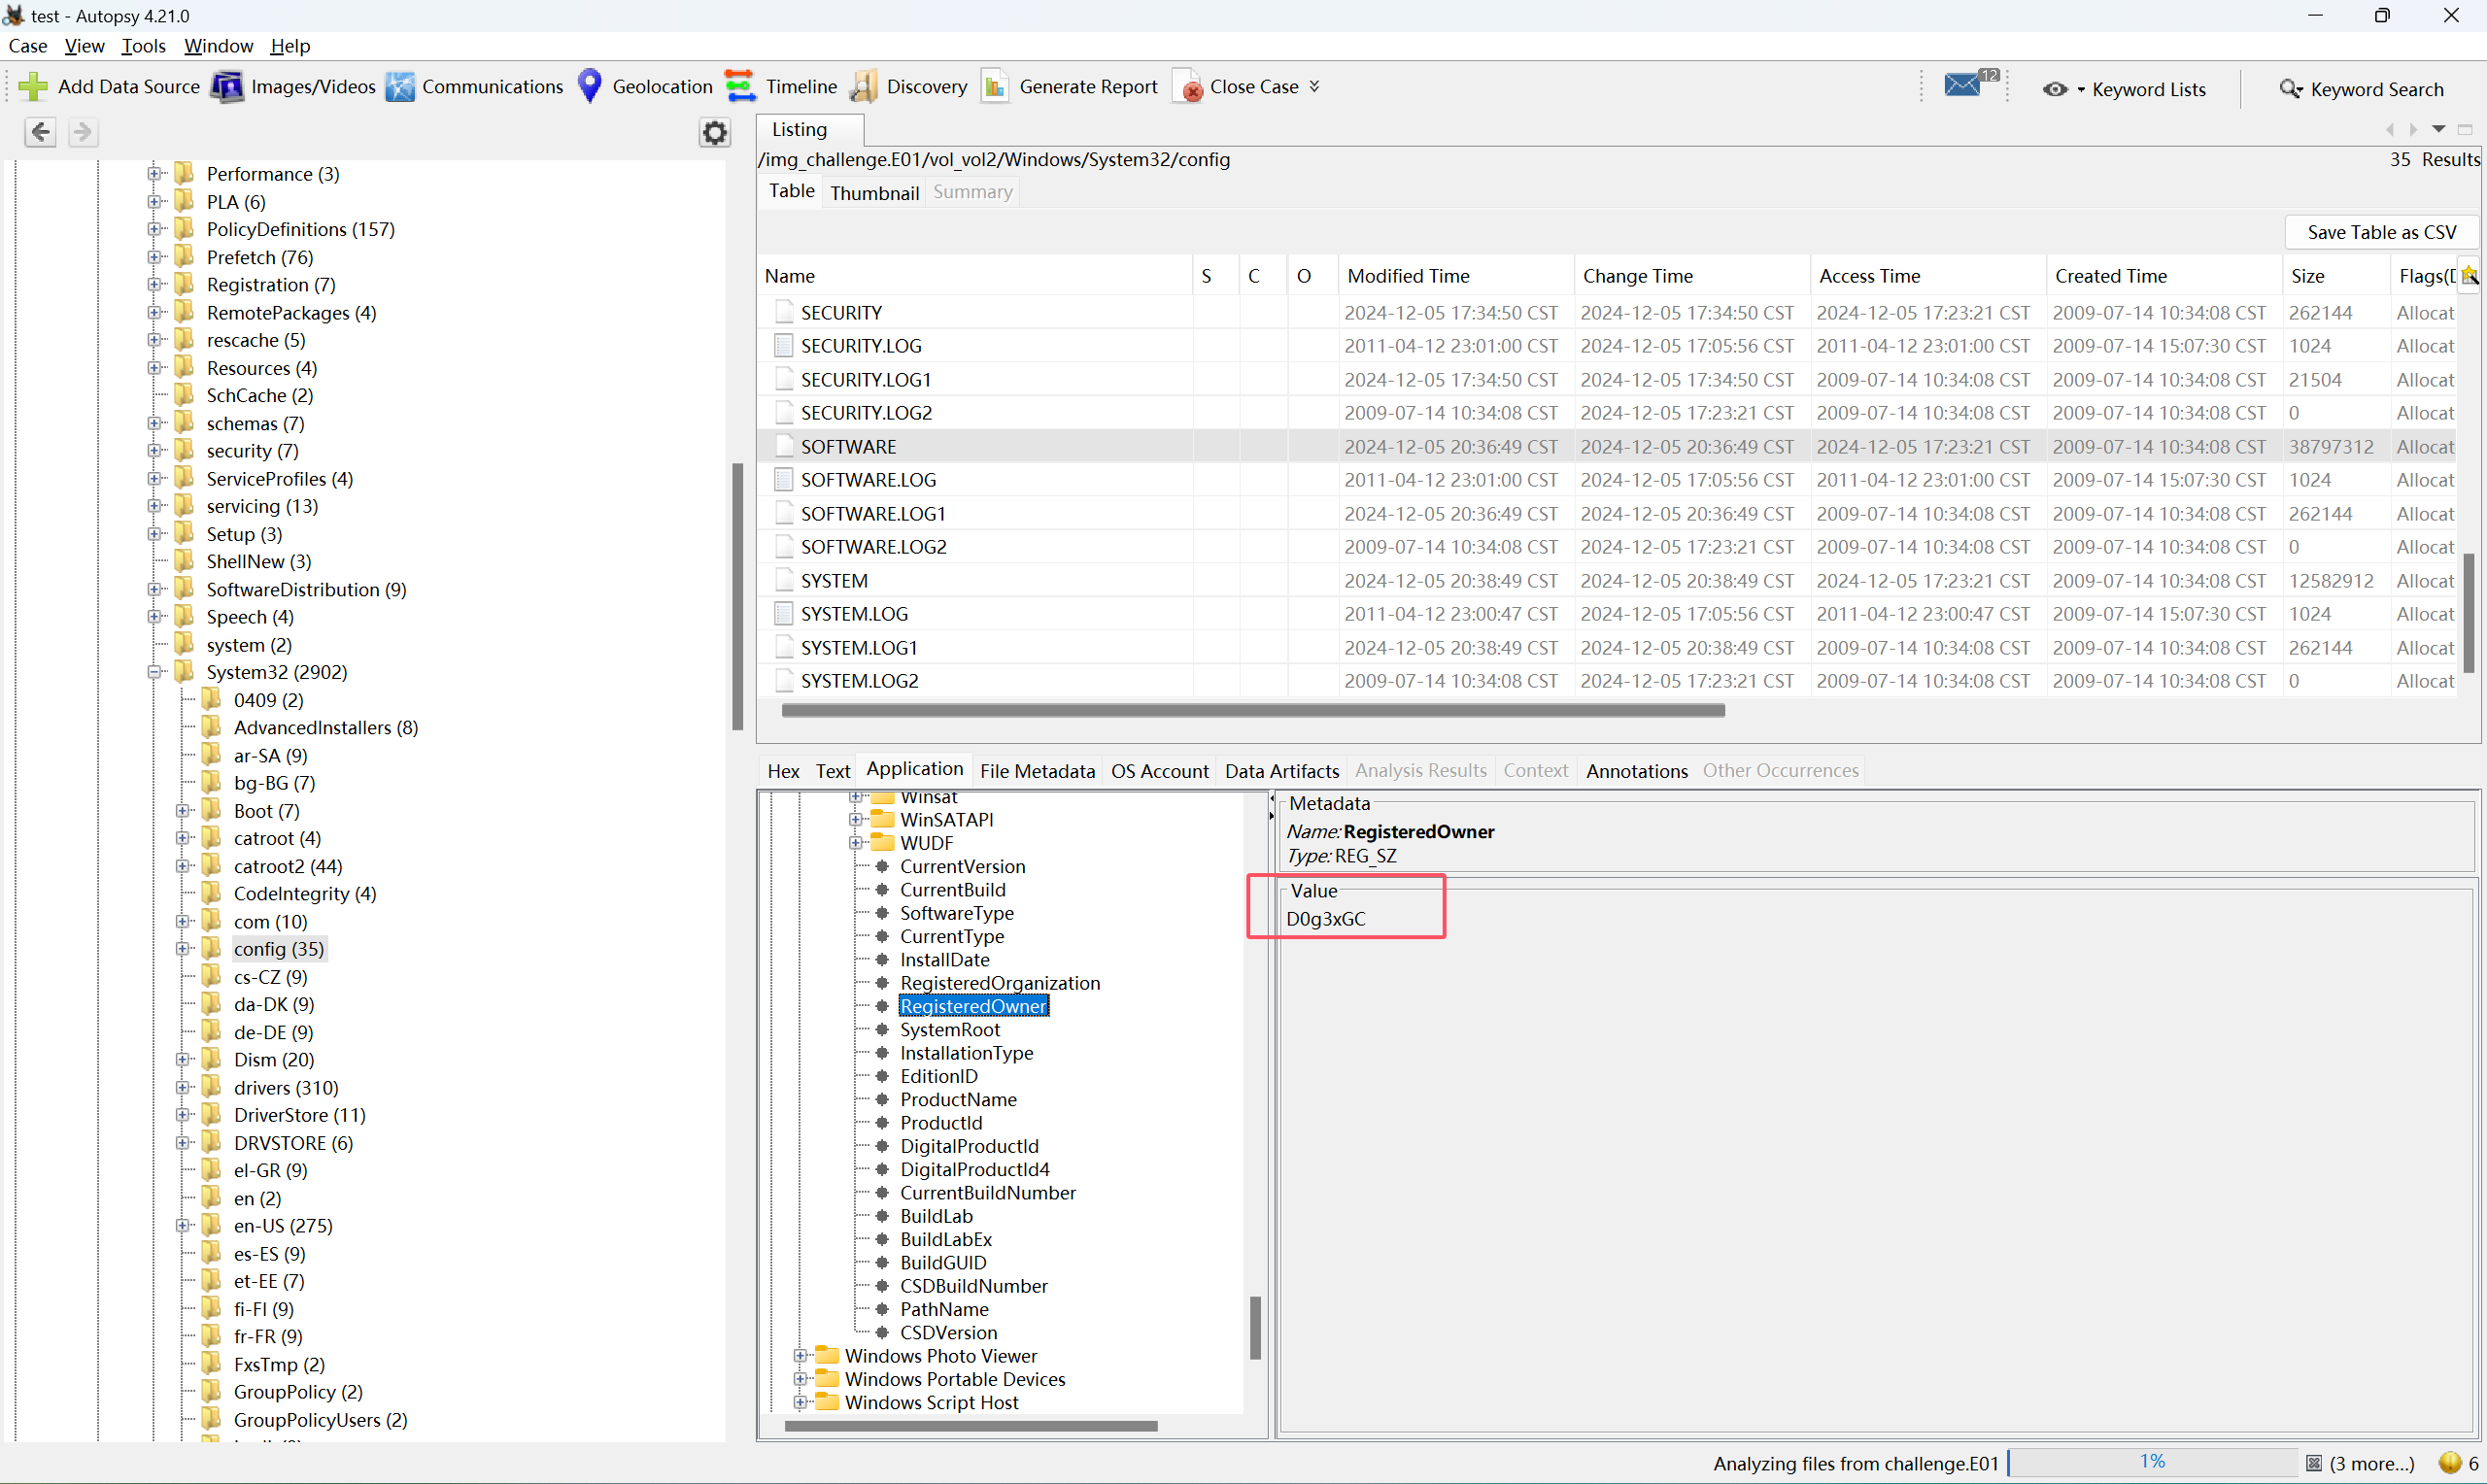 test - Autopsy 4.21.0
Case View Tools Window Help
Add Data Source Images/Videos Communications Geolocation Timeline Discovery Generate Report Close Case 12 Keyword Lists Keyword Search
Performance (3)
PLA (6)
PolicyDefinitions (157)
Prefetch (76)
Registration (7)
RemotePackages (4)
rescache (5)
Resources (4)
SchCache (2)
schemas (7)
security (7)
ServiceProfiles (4)
servicing (13)
Setup (3)
ShellNew (3)
SoftwareDistribution (9)
Speech (4)
system (2)
System32 (2902)
0409 (2)
AdvancedInstallers (8)
ar-SA (9)
bg-BG (7)
Boot (7)
catroot (4)
catroot2 (44)
CodeIntegrity (4)
com (10)
config (35)
cs-CZ (9)
da-DK (9)
de-DE (9)
Dism (20)
drivers (310)
DriverStore (11)
DRVSTORE (6)
el-GR (9)
en (2)
en-US (275)
es-ES (9)
et-EE (7)
fi-FI (9)
fr-FR (9)
FxsTmp (2)
GroupPolicy (2)
GroupPolicyUsers (2)
Listing
/img_challenge.E01/vol_vol2/Windows/System32/config 35 Results
Table Thumbnail Summary
Save Table as CSV
Name S C O Modified Time Change Time Access Time Created Time Size Flags(D
SECURITY 2024-12-05 17:34:50 CST 2024-12-05 17:34:50 CST 2024-12-05 17:23:21 CST 2009-07-14 10:34:08 CST 262144 Allocat
SECURITY.LOG 2011-04-12 23:01:00 CST 2024-12-05 17:05:56 CST 2011-04-12 23:01:00 CST 2009-07-14 15:07:30 CST 1024 Allocat
SECURITY.LOG1 2024-12-05 17:34:50 CST 2024-12-05 17:34:50 CST 2009-07-14 10:34:08 CST 2009-07-14 10:34:08 CST 21504 Allocat
SECURITY.LOG2 2009-07-14 10:34:08 CST 2024-12-05 17:23:21 CST 2009-07-14 10:34:08 CST 2009-07-14 10:34:08 CST 0 Allocat
SOFTWARE 2024-12-05 20:36:49 CST 2024-12-05 20:36:49 CST 2024-12-05 17:23:21 CST 2009-07-14 10:34:08 CST 38797312 Allocat
SOFTWARE.LOG 2011-04-12 23:01:00 CST 2024-12-05 17:05:56 CST 2011-04-12 23:01:00 CST 2009-07-14 15:07:30 CST 1024 Allocat
SOFTWARE.LOG1 2024-12-05 20:36:49 CST 2024-12-05 20:36:49 CST 2009-07-14 10:34:08 CST 2009-07-14 10:34:08 CST 262144 Allocat
SOFTWARE.LOG2 2009-07-14 10:34:08 CST 2024-12-05 17:23:21 CST 2009-07-14 10:34:08 CST 2009-07-14 10:34:08 CST 0 Allocat
SYSTEM 2024-12-05 20:38:49 CST 2024-12-05 20:38:49 CST 2024-12-05 17:23:21 CST 2009-07-14 10:34:08 CST 12582912 Allocat
SYSTEM.LOG 2011-04-12 23:00:47 CST 2024-12-05 17:05:56 CST 2011-04-12 23:00:47 CST 2009-07-14 15:07:30 CST 1024 Allocat
SYSTEM.LOG1 2024-12-05 20:38:49 CST 2024-12-05 20:38:49 CST 2009-07-14 10:34:08 CST 2009-07-14 10:34:08 CST 262144 Allocat
SYSTEM.LOG2 2009-07-14 10:34:08 CST 2024-12-05 17:23:21 CST 2009-07-14 10:34:08 CST 2009-07-14 10:34:08 CST 0 Allocat
Hex Text Application File Metadata OS Account Data Artifacts Analysis Results Context Annotations Other Occurrences
Winsat
WinSATAPI
WUDF
CurrentVersion
CurrentBuild
SoftwareType
CurrentType
InstallDate
RegisteredOrganization
RegisteredOwner
SystemRoot
InstallationType
EditionID
ProductName
ProductId
DigitalProductId
DigitalProductId4
CurrentBuildNumber
BuildLab
BuildLabEx
BuildGUID
CSDBuildNumber
PathName
CSDVersion
Windows Photo Viewer
Windows Portable Devices
Windows Script Host
Metadata
Name: RegisteredOwner
Type: REG_SZ
Value
D0g3xGC
Analyzing files from challenge.E01 1% (3 more...) 6